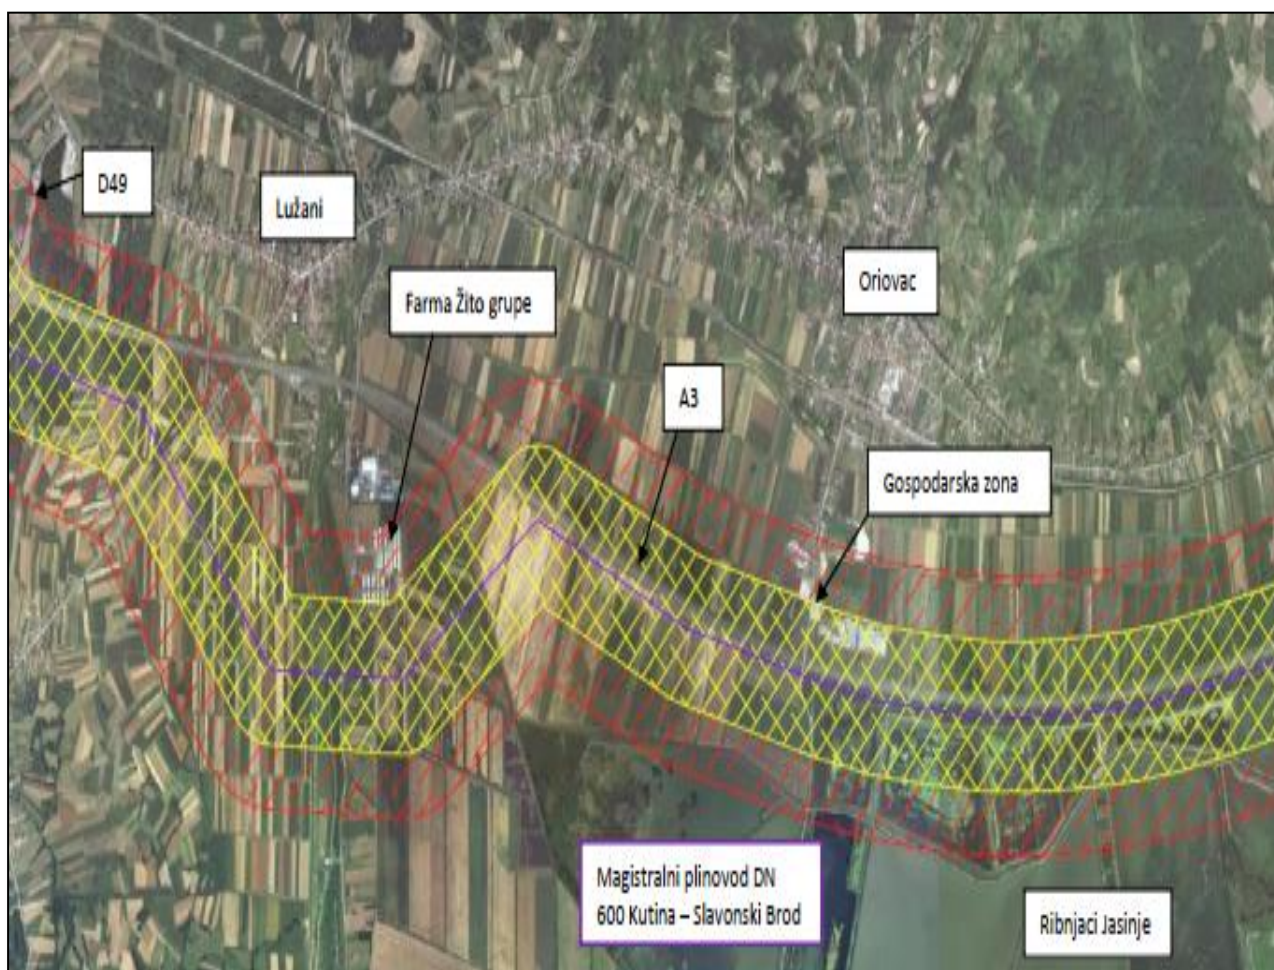 D49
Lužani
Farma Žito grupe
Oriovac
A3
Gospodarska zona
Magistralni plinovod DN
600 Kutina – Slavonski Brod
Ribnjaci Jasinje